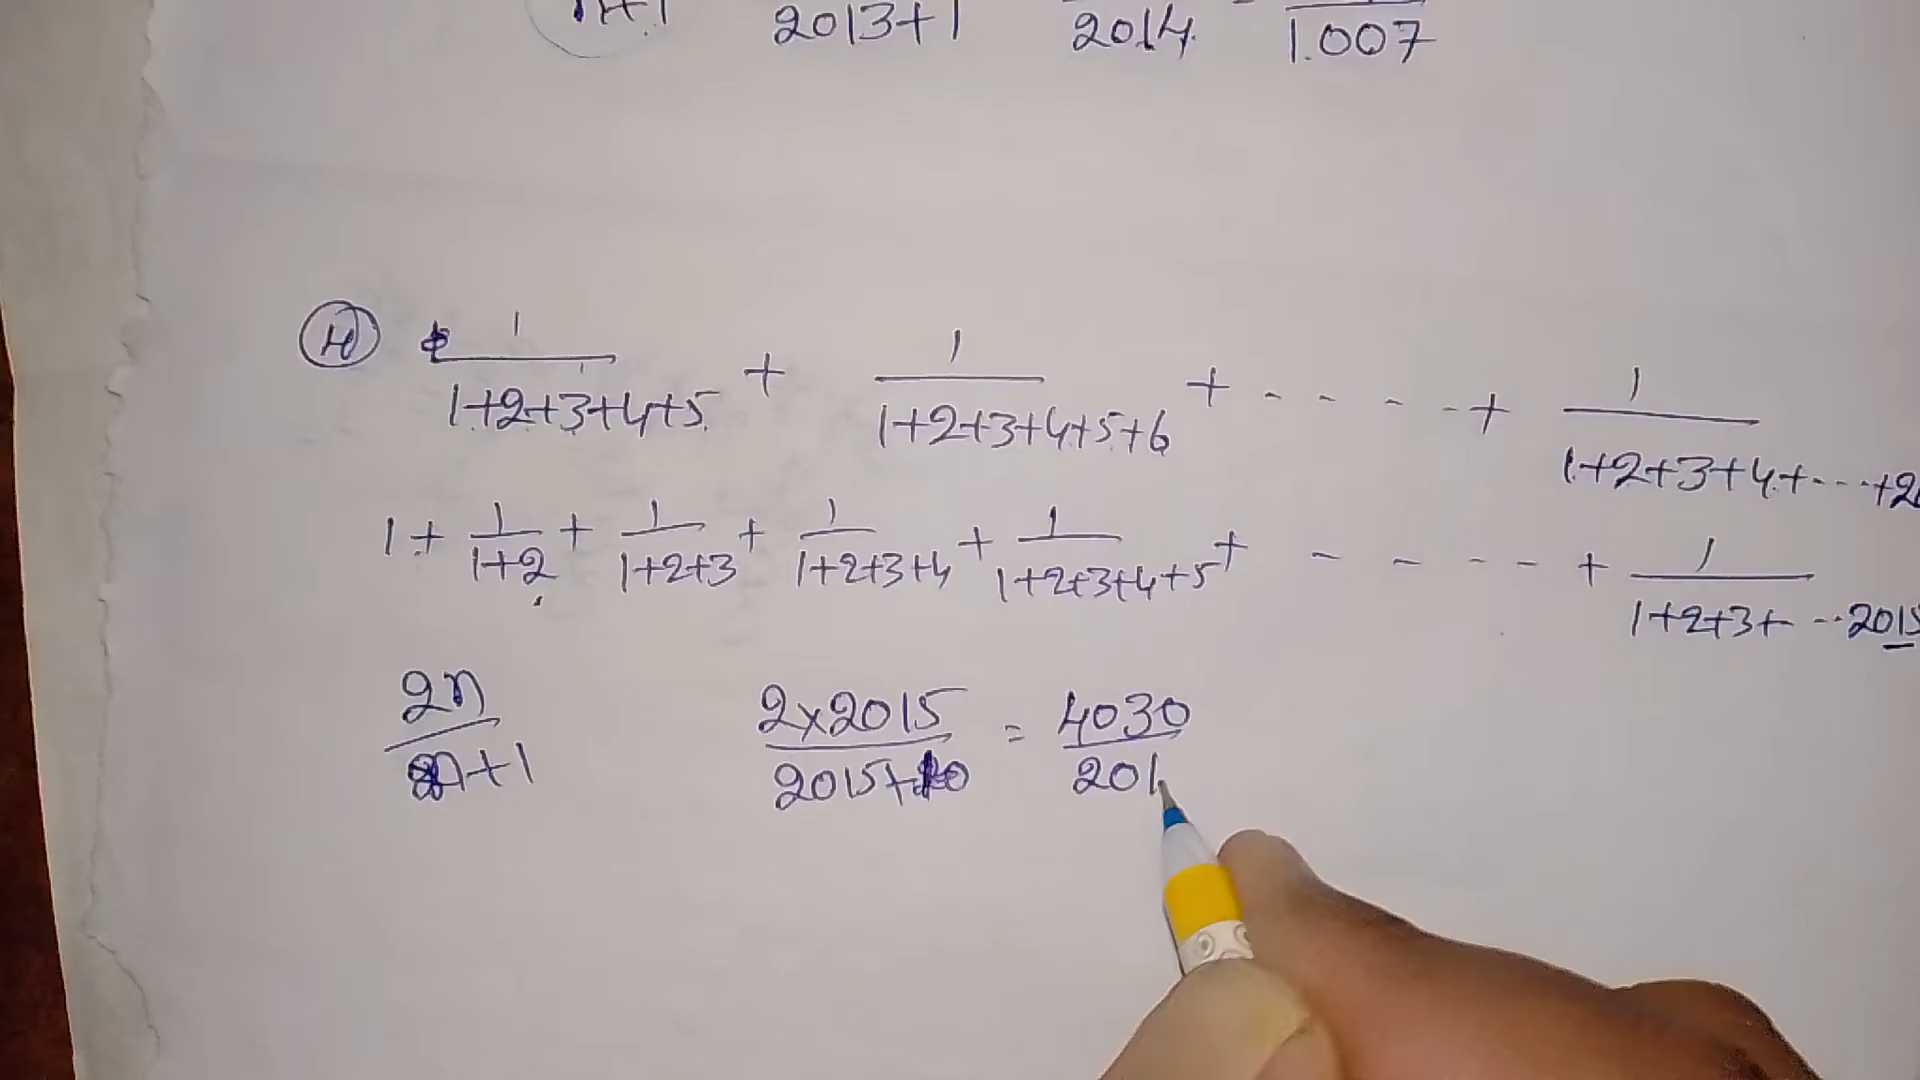 n+1 2013+1 2014 1.007
(4) 1/(1+2+3+4+5) + 1/(1+2+3+4+5+6) + - - - - + 1/(1+2+3+4+---+2
1 + 1/(1+2) + 1/(1+2+3) + 1/(1+2+3+4) + 1/(1+2+3+4+5) + - - - - + 1/(1+2+3+---2015
2n/(n+1) (2×2015)/(2015+ = 4030/201